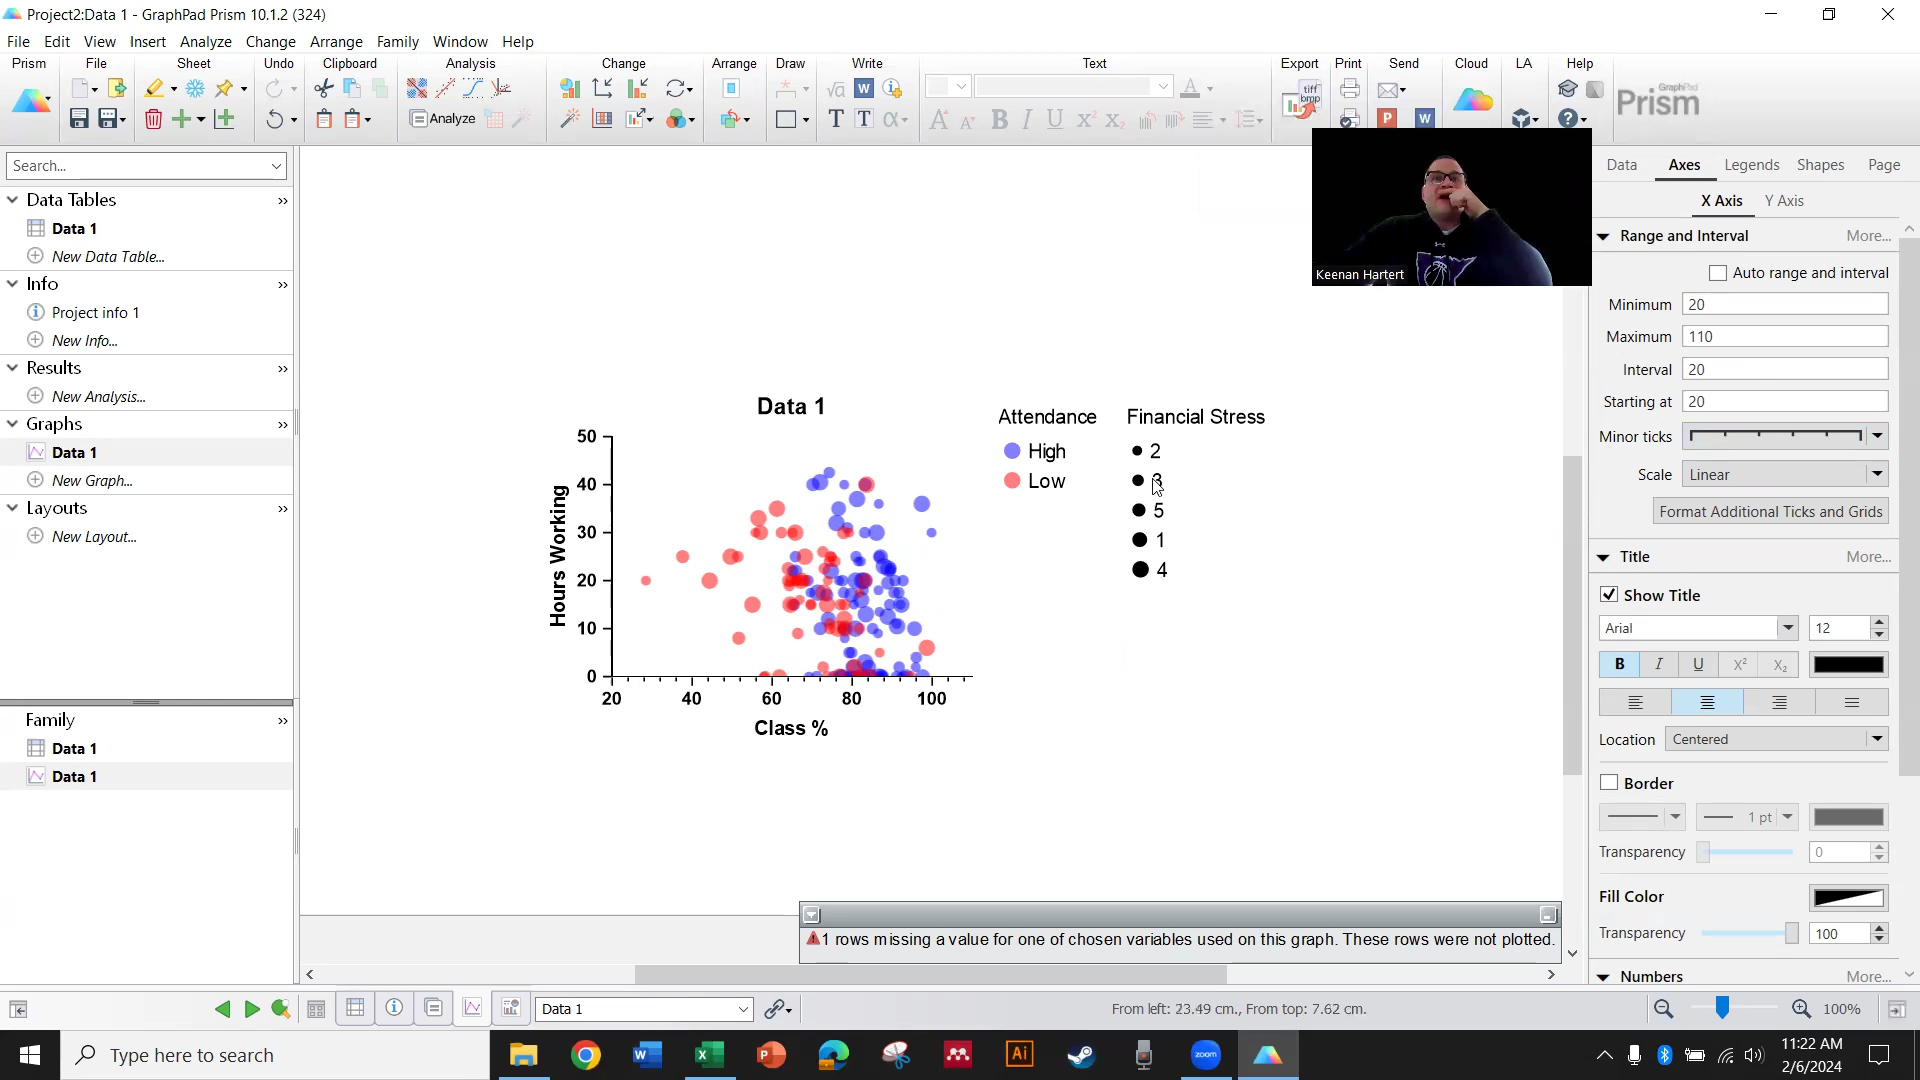 Project2:Data 1 - GraphPad Prism 10.1.2 (324)
File Edit View Insert Analyze Change Arrange Family Window Help
Prism File Sheet Undo Clipboard Analysis Change Arrange Draw Write Text Export Print Send Cloud LA Help
Analyze
GraphPad
Prism
tiff
bmp
Search...
Data Tables
Data 1
New Data Table...
Info
Project info 1
New Info...
Results
New Analysis...
Graphs
Data 1
New Graph...
Layouts
New Layout...
Family
Data 1
Data 1
Data 1
Hours Working
50
40
30
20
10
0
20 40 60 80 100
Class %
Attendance
High
Low
Financial Stress
2
3
5
1
4
Keenan Hartert
Data Axes Legends Shapes Page
X Axis Y Axis
Range and Interval More...
Auto range and interval
Minimum 20
Maximum 110
Interval 20
Starting at 20
Minor ticks
Scale Linear
Format Additional Ticks and Grids
Title More...
Show Title
Arial 12
B I U X² X₂
Location Centered
Border
1 pt
Transparency 0
Fill Color
Transparency 100
Numbers More...
1 rows missing a value for one of chosen variables used on this graph. These rows were not plotted.
Data 1
From left: 23.49 cm., From top: 7.62 cm.
100%
Type here to search
zoom
11:22 AM
2/6/2024